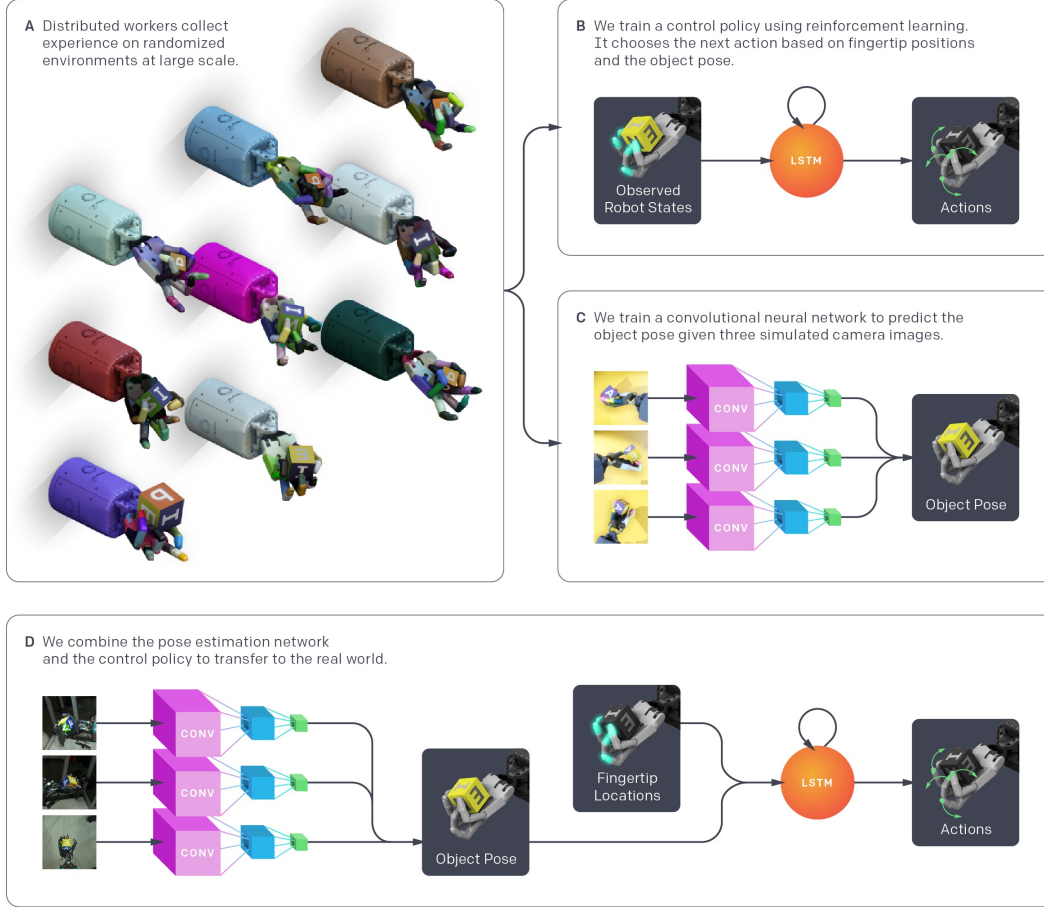 A Distributed workers collect
experience on randomized
environments at large scale.
B We train a control policy using reinforcement learning.
It chooses the next action based on fingertip positions
and the object pose.
Observed
Robot States
LSTM
Actions
C We train a convolutional neural network to predict the
object pose given three simulated camera images.
CONV
CONV
CONV
Object Pose
D We combine the pose estimation network
and the control policy to transfer to the real world.
CONV
CONV
CONV
Object Pose
Fingertip
Locations
LSTM
Actions